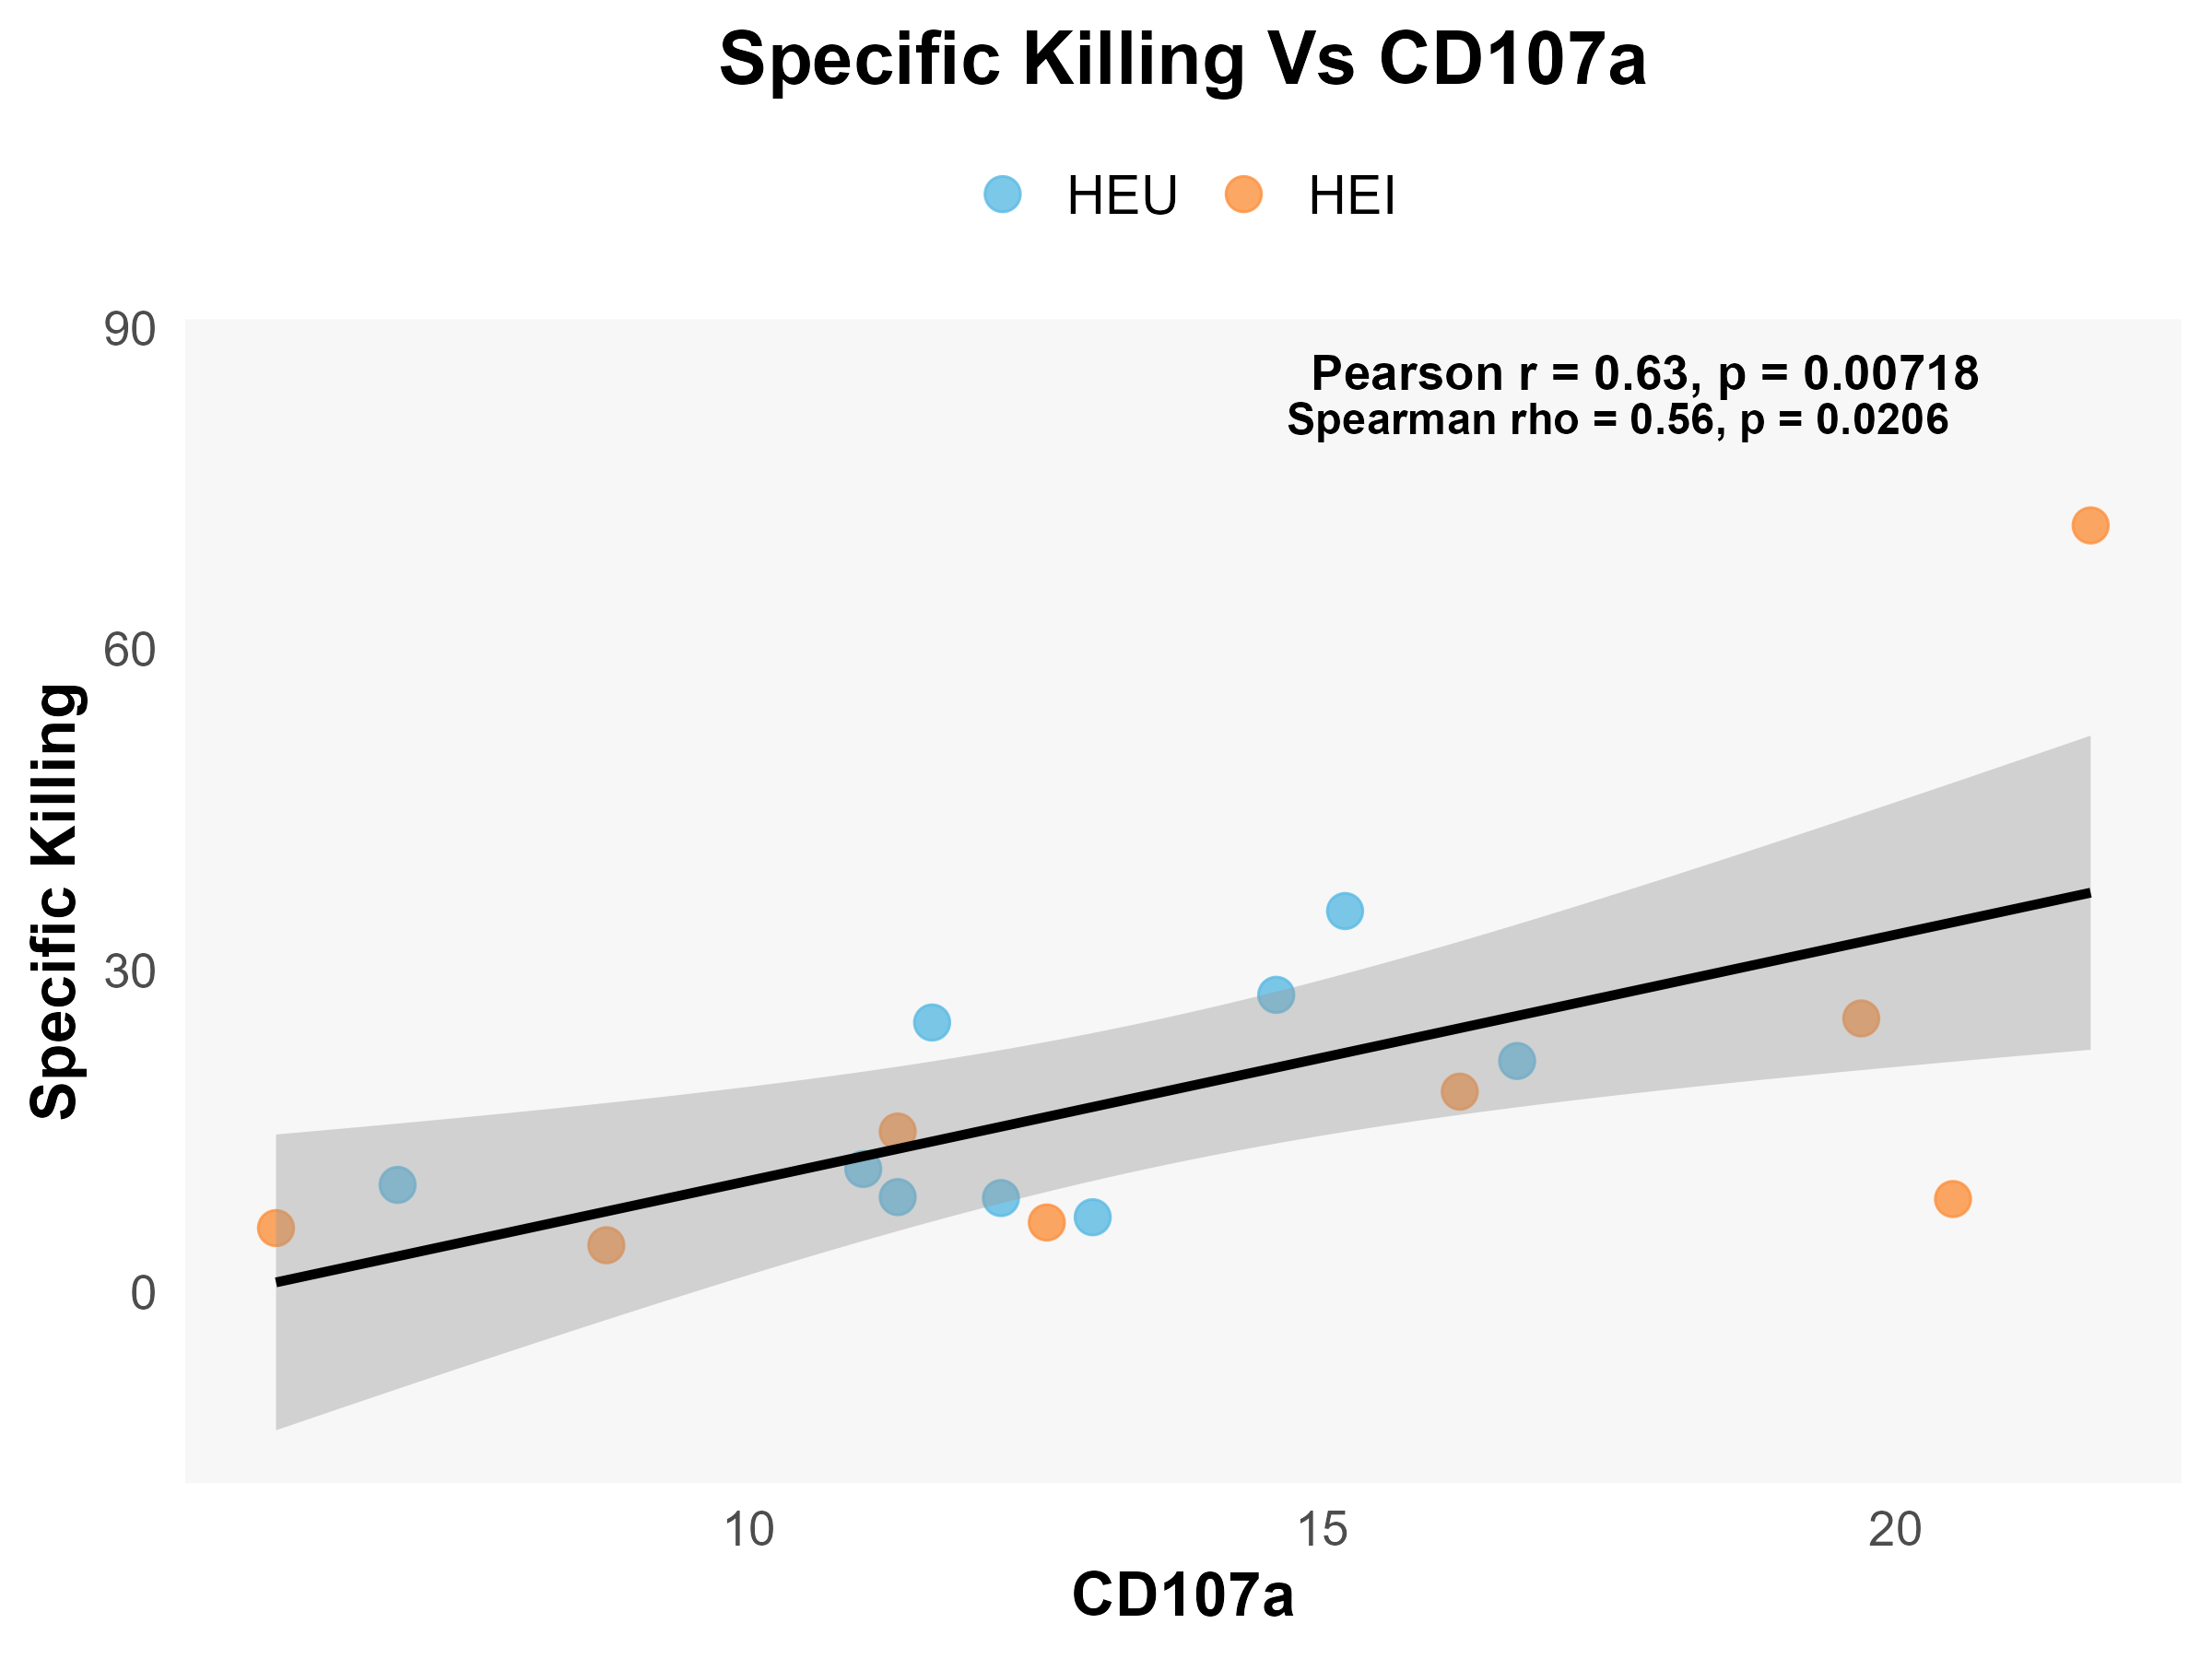 Specific Killing Vs CD107a
HEU HEI
90
Pearson r = 0.63, p = 0.00718
Spearman rho = 0.56, p = 0.0206
60
30
0
Specific Killing
10 15 20
CD107a